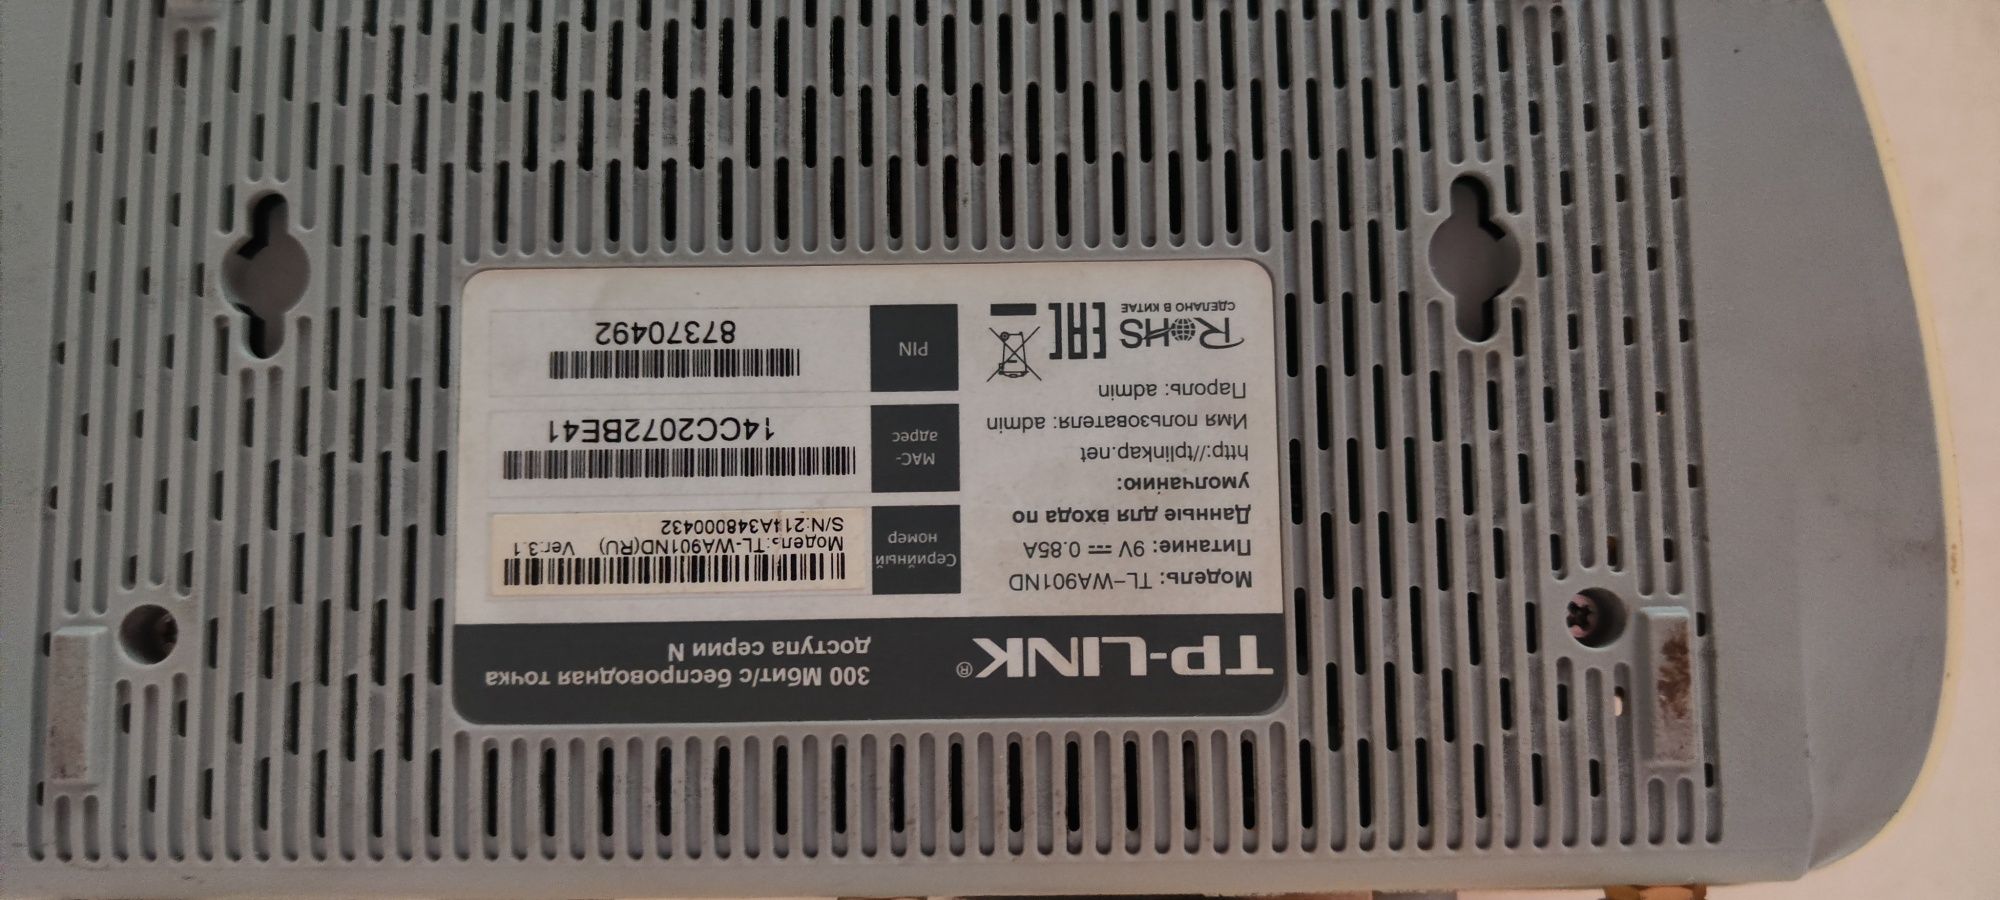 TP-LINK®
300 Мбит/с беспроводная точка
доступа серии N
Модель: TL-WA901ND
Питание: 9V ⎓ 0.85A
Данные для входа по
умолчанию:
http://tplinkap.net
Имя пользователя: admin
Пароль: admin
RoHS
СДЕЛАНО В КИТАЕ
EAC
Серийный
номер
Модель:TL-WA901ND(RU) Ver:3.1
S/N:214A348000432
MAC-
адрес
14CC2072BE41
PIN
87370492